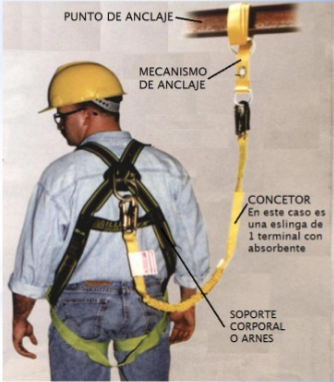 PUNTO DE ANCLAJE
MECANISMO
DE ANCLAJE
CONCETOR
En este caso es
una eslinga de
1 terminal con
absorbente
SOPORTE
CORPORAL
O ARNES